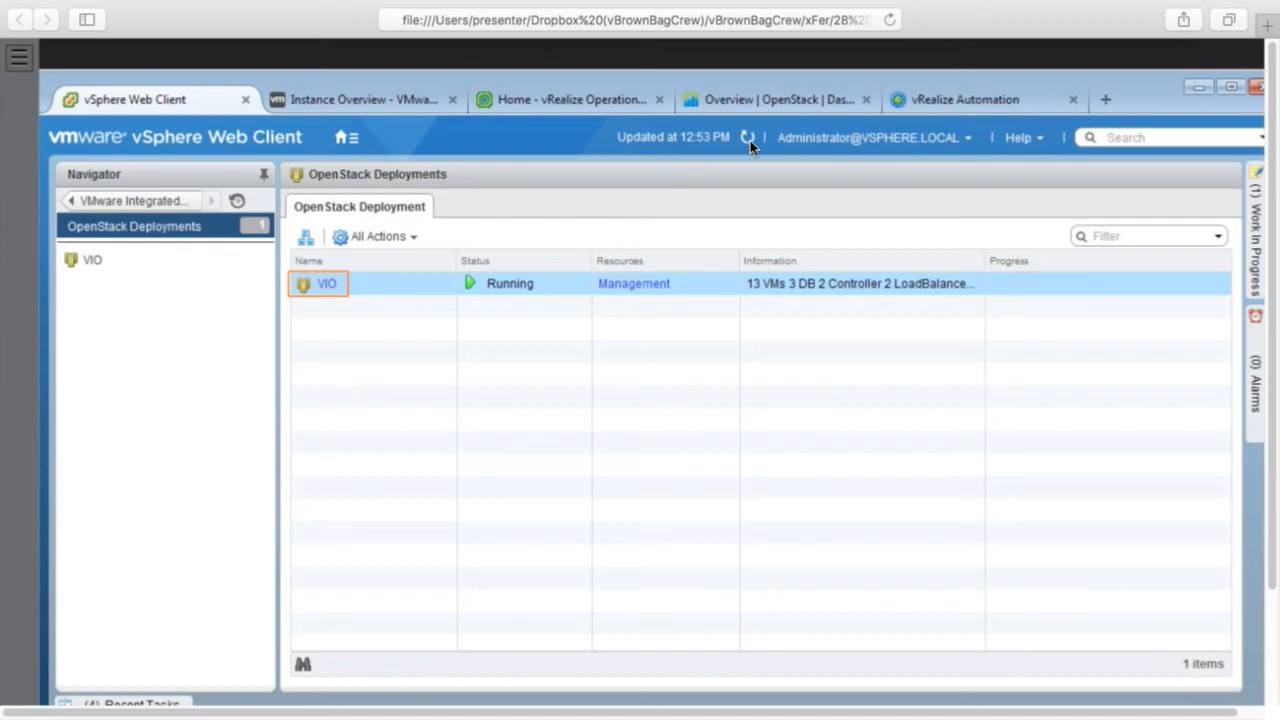 file:///Users/presenter/Dropbox%20(vBrownBagCrew)/vBrownBagCrew/xFer/28%20
vSphere Web Client
Instance Overview - VMwa...
Home - vRealize Operation...
Overview | OpenStack | Das...
vRealize Automation
vmware® vSphere Web Client
Updated at 12:53 PM
Administrator@VSPHERE.LOCAL
Help
Search
Navigator
VMware Integrated...
OpenStack Deployments 1
VIO
OpenStack Deployments
OpenStack Deployment
All Actions
Filter
Name Status Resources Information Progress
VIO Running Management 13 VMs 3 DB 2 Controller 2 LoadBalance...
1 items
(1) Work In Progress
(0) Alarms
(4) Recent Tasks